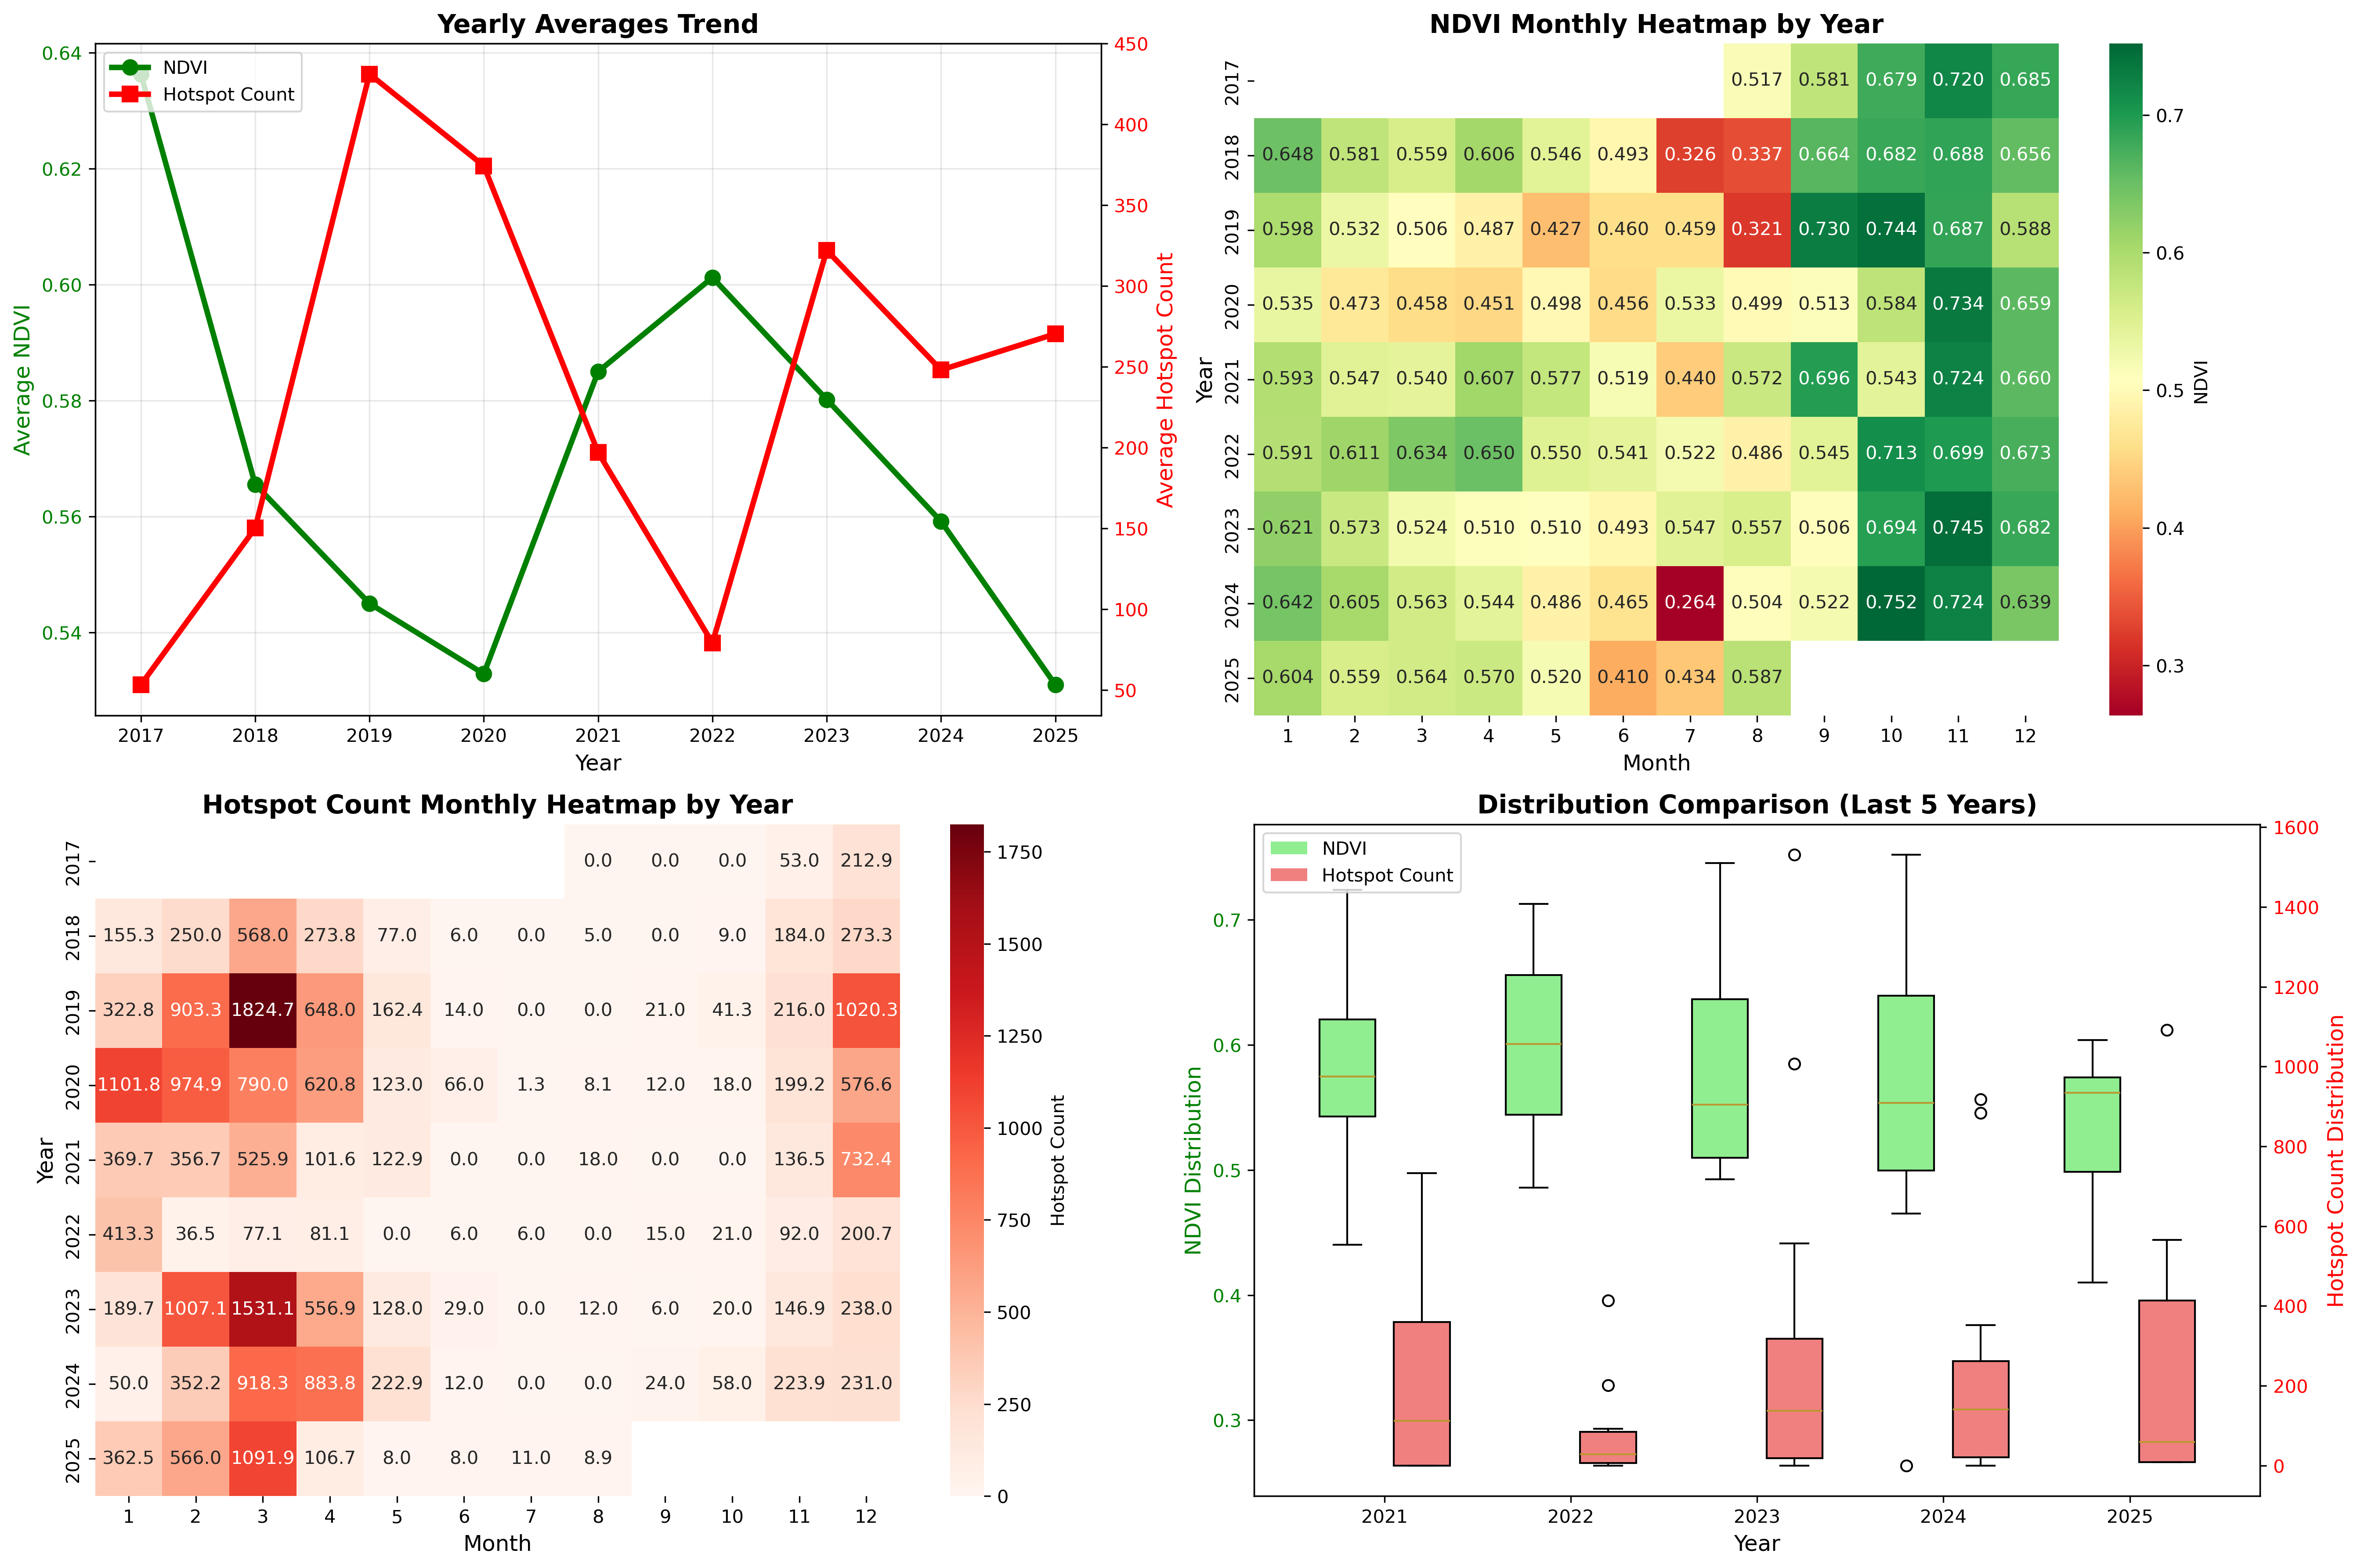 Yearly Averages Trend
NDVI
Hotspot Count
0.64
0.62
0.60
0.58
0.56
0.54
Average NDVI
450
400
350
300
250
200
150
100
50
Average Hotspot Count
2017 2018 2019 2020 2021 2022 2023 2024 2025
Year
NDVI Monthly Heatmap by Year
2017 0.517 0.581 0.679 0.720 0.685
2018 0.648 0.581 0.559 0.606 0.546 0.493 0.326 0.337 0.664 0.682 0.688 0.656
2019 0.598 0.532 0.506 0.487 0.427 0.460 0.459 0.321 0.730 0.744 0.687 0.588
2020 0.535 0.473 0.458 0.451 0.498 0.456 0.533 0.499 0.513 0.584 0.734 0.659
2021 0.593 0.547 0.540 0.607 0.577 0.519 0.440 0.572 0.696 0.543 0.724 0.660
2022 0.591 0.611 0.634 0.650 0.550 0.541 0.522 0.486 0.545 0.713 0.699 0.673
2023 0.621 0.573 0.524 0.510 0.510 0.493 0.547 0.557 0.506 0.694 0.745 0.682
2024 0.642 0.605 0.563 0.544 0.486 0.465 0.264 0.504 0.522 0.752 0.724 0.639
2025 0.604 0.559 0.564 0.570 0.520 0.410 0.434 0.587
Year
1 2 3 4 5 6 7 8 9 10 11 12
Month
0.7
0.6
0.5
0.4
0.3
NDVI
Hotspot Count Monthly Heatmap by Year
2017 0.0 0.0 0.0 53.0 212.9
2018 155.3 250.0 568.0 273.8 77.0 6.0 0.0 5.0 0.0 9.0 184.0 273.3
2019 322.8 903.3 1824.7 648.0 162.4 14.0 0.0 0.0 21.0 41.3 216.0 1020.3
2020 1101.8 974.9 790.0 620.8 123.0 66.0 1.3 8.1 12.0 18.0 199.2 576.6
2021 369.7 356.7 525.9 101.6 122.9 0.0 0.0 18.0 0.0 0.0 136.5 732.4
2022 413.3 36.5 77.1 81.1 0.0 6.0 6.0 0.0 15.0 21.0 92.0 200.7
2023 189.7 1007.1 1531.1 556.9 128.0 29.0 0.0 12.0 6.0 20.0 146.9 238.0
2024 50.0 352.2 918.3 883.8 222.9 12.0 0.0 0.0 24.0 58.0 223.9 231.0
2025 362.5 566.0 1091.9 106.7 8.0 8.0 11.0 8.9
Year
1 2 3 4 5 6 7 8 9 10 11 12
Month
1750
1500
1250
1000
750
500
250
0
Hotspot Count
Distribution Comparison (Last 5 Years)
NDVI
Hotspot Count
0.7
0.6
0.5
0.4
0.3
NDVI Distribution
1600
1400
1200
1000
800
600
400
200
0
Hotspot Count Distribution
2021 2022 2023 2024 2025
Year